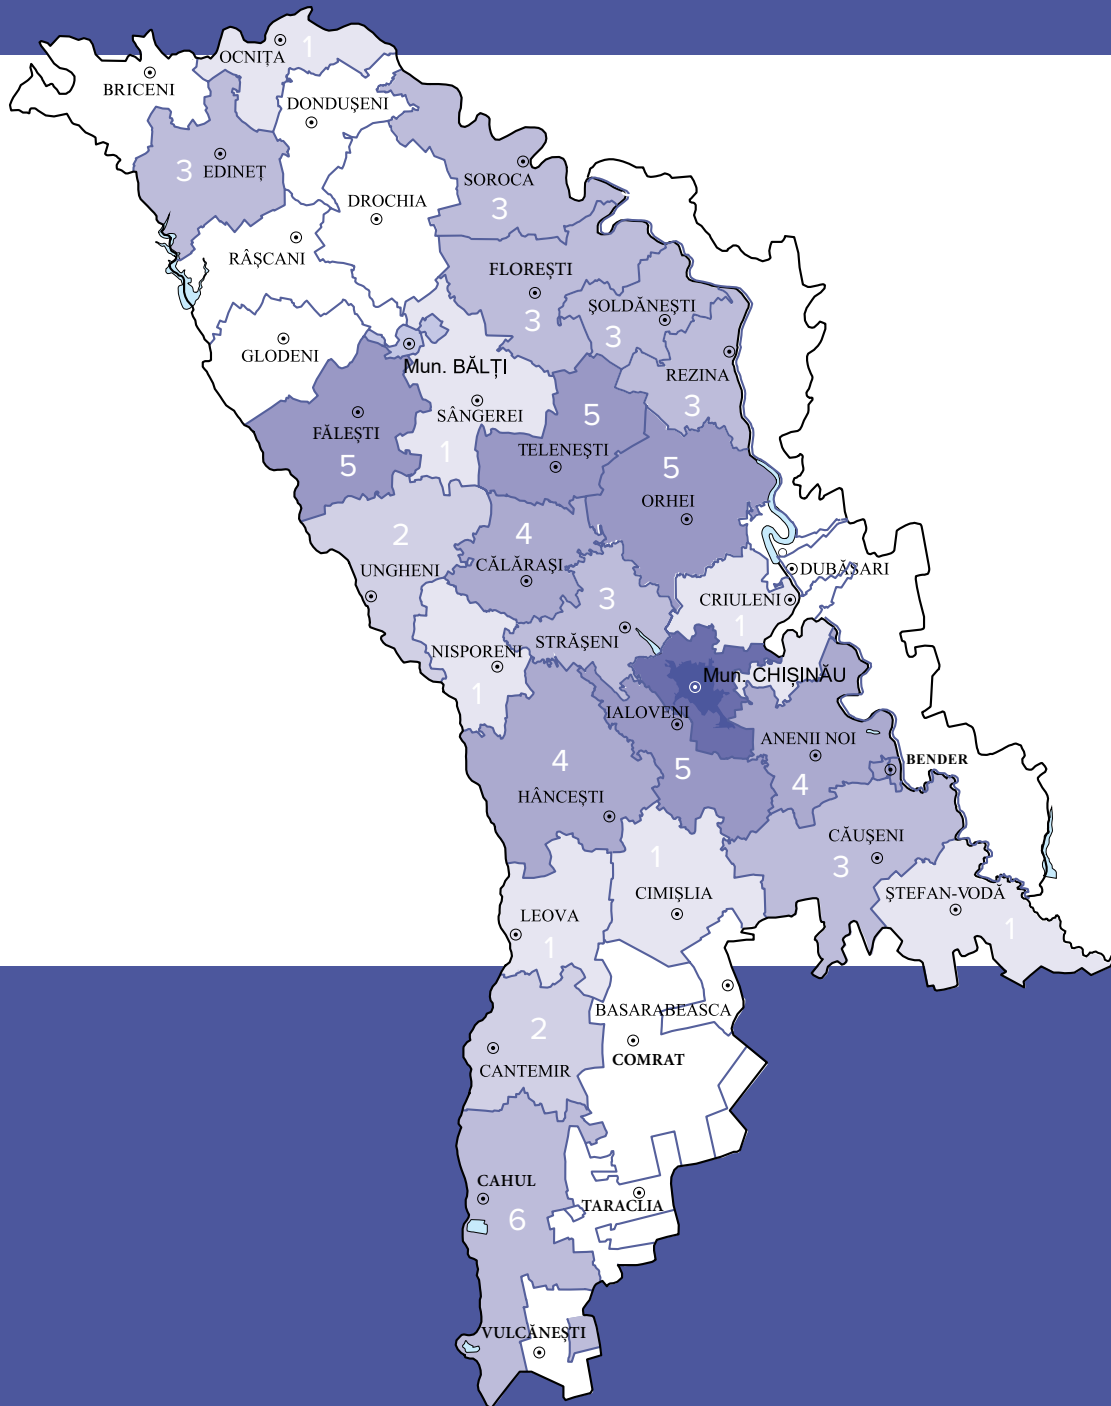 OCNIȚA
1
BRICENI
DONDUȘENI
3
EDINEȚ
SOROCA
3
DROCHIA
RÂȘCANI
FLOREȘTI
3
ȘOLDĂNEȘTI
3
GLODENI
Mun. BĂLȚI
REZINA
3
SÂNGEREI
1
FĂLEȘTI
5
5
TELENEȘTI
5
ORHEI
2
UNGHENI
4
CĂLĂRAȘI
DUBĂSARI
CRIULENI
1
3
STRĂȘENI
NISPORENI
1
Mun. CHIȘINĂU
IALOVENI
5
ANENII NOI
4
BENDER
4
HÂNCEȘTI
CĂUȘENI
3
1
CIMIȘLIA
ȘTEFAN-VODĂ
1
LEOVA
1
BASARABEASCA
2
CANTEMIR
COMRAT
CAHUL
6
TARACLIA
VULCĂNEȘTI